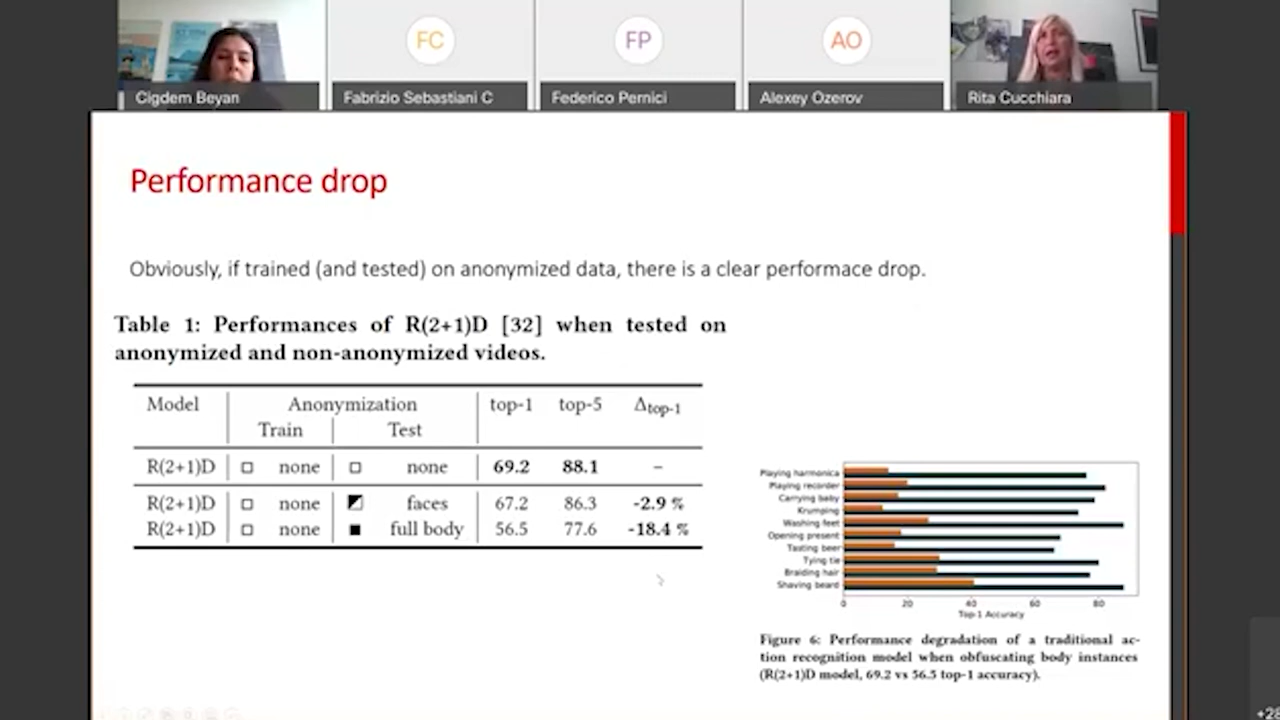 FC
FP
AO
Cigdem Beyan
Fabrizio Sebastiani C
Federico Pernici
Alexey Ozerov
Rita Cucchiara
Performance drop
Obviously, if trained (and tested) on anonymized data, there is a clear performace drop.
Table 1: Performances of R(2+1)D [32] when tested on
anonymized and non-anonymized videos.
Model Anonymization top-1 top-5 Δtop-1
Train Test
R(2+1)D none none 69.2 88.1 –
R(2+1)D none faces 67.2 86.3 -2.9 %
R(2+1)D none full body 56.5 77.6 -18.4 %
Playing harmonica
Playing recorder
Carrying baby
Krumping
Washing feet
Opening present
Tasting beer
Tying tie
Braiding hair
Shaving beard
0 20 40 60 80
Top-1 Accuracy
Figure 6: Performance degradation of a traditional ac-
tion recognition model when obfuscating body instances
(R(2+1)D model, 69.2 vs 56.5 top-1 accuracy).